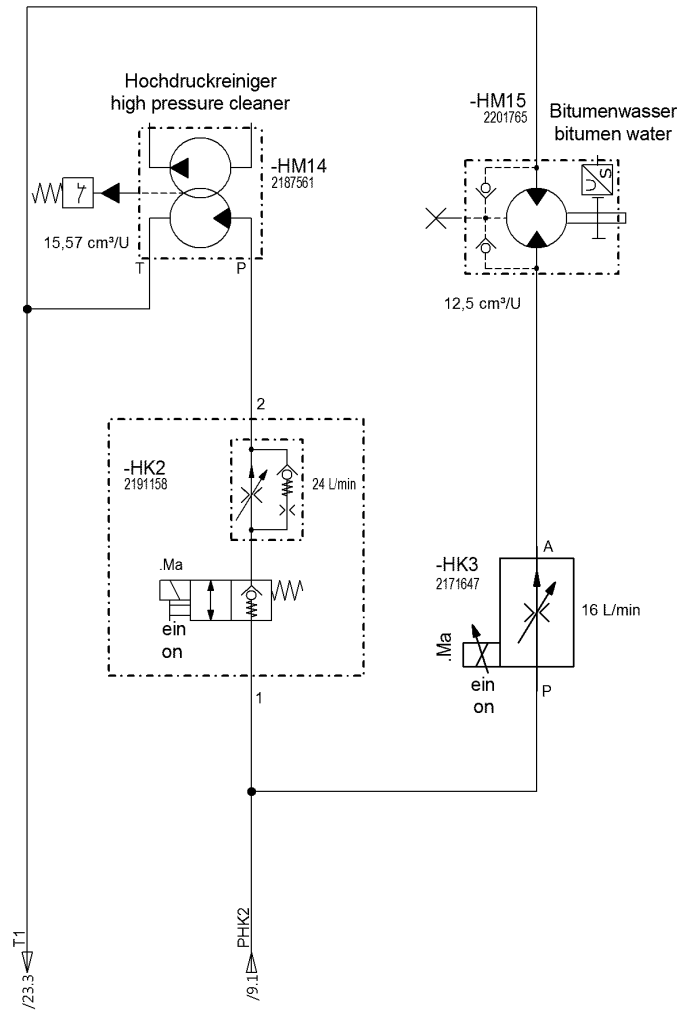 Hochdruckreiniger
high pressure cleaner
-HM14
2187561
15,57 cm³/U
T
P
-HM15
2201765
Bitumenwasser
bitumen water
U
S
12,5 cm³/U
2
-HK2
2191158
24 L/min
.Ma
ein
on
1
A
-HK3
2171647
16 L/min
.Ma
ein
on
P
T1
/23.3
PHK2
/9.1